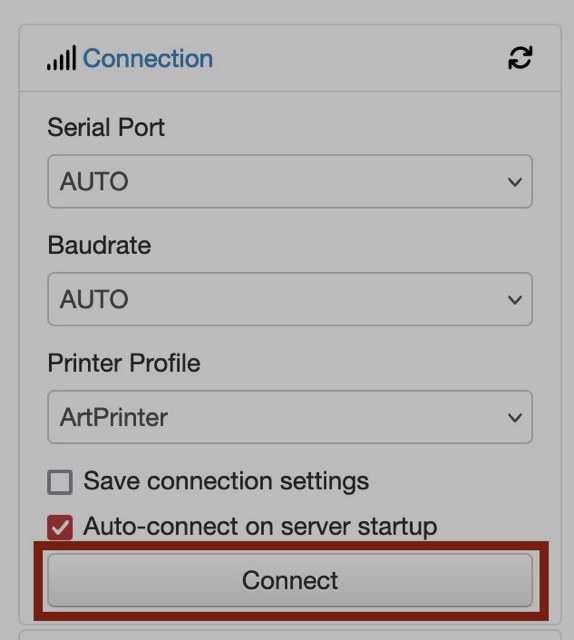 Connection
Serial Port
AUTO
Baudrate
AUTO
Printer Profile
ArtPrinter
Save connection settings
Auto-connect on server startup
Connect